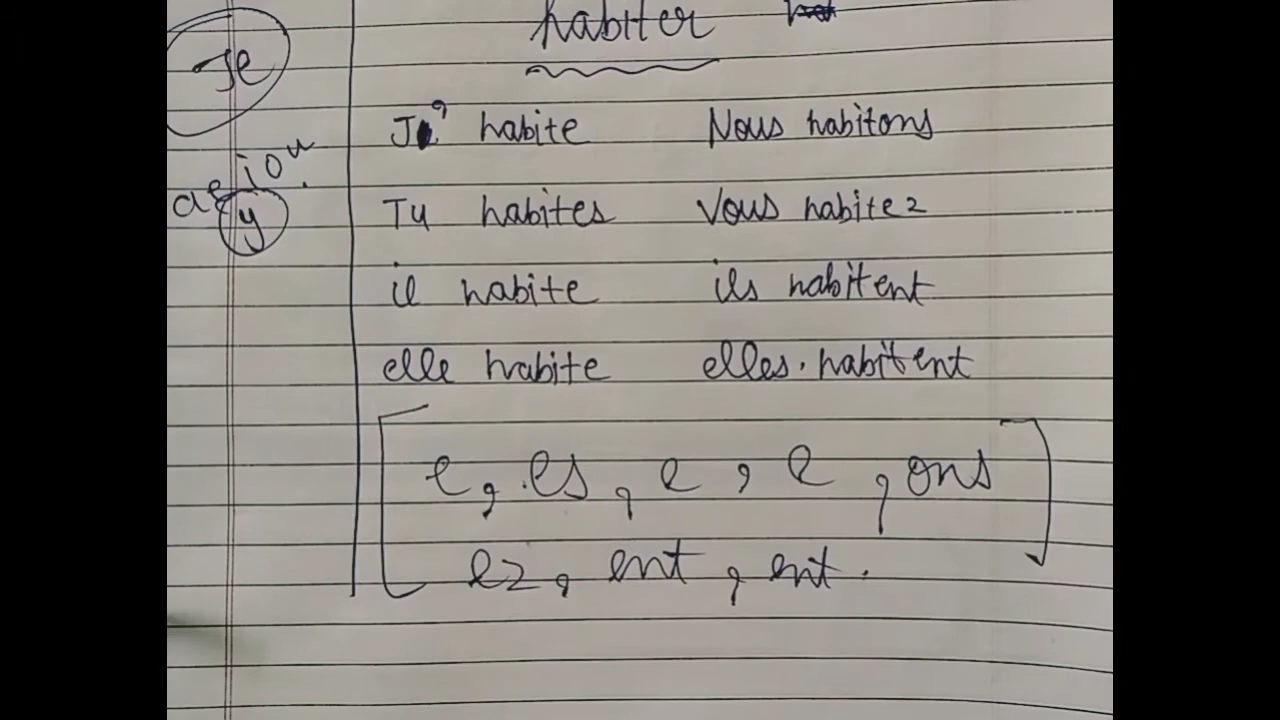 habiter
Je
J' habite Nous habitons
aeiou
y
Tu habites Vous habitez
il habite ils habitent
elle habite elles. habitent
e, es, e, e, ons
ez, ent, ent.